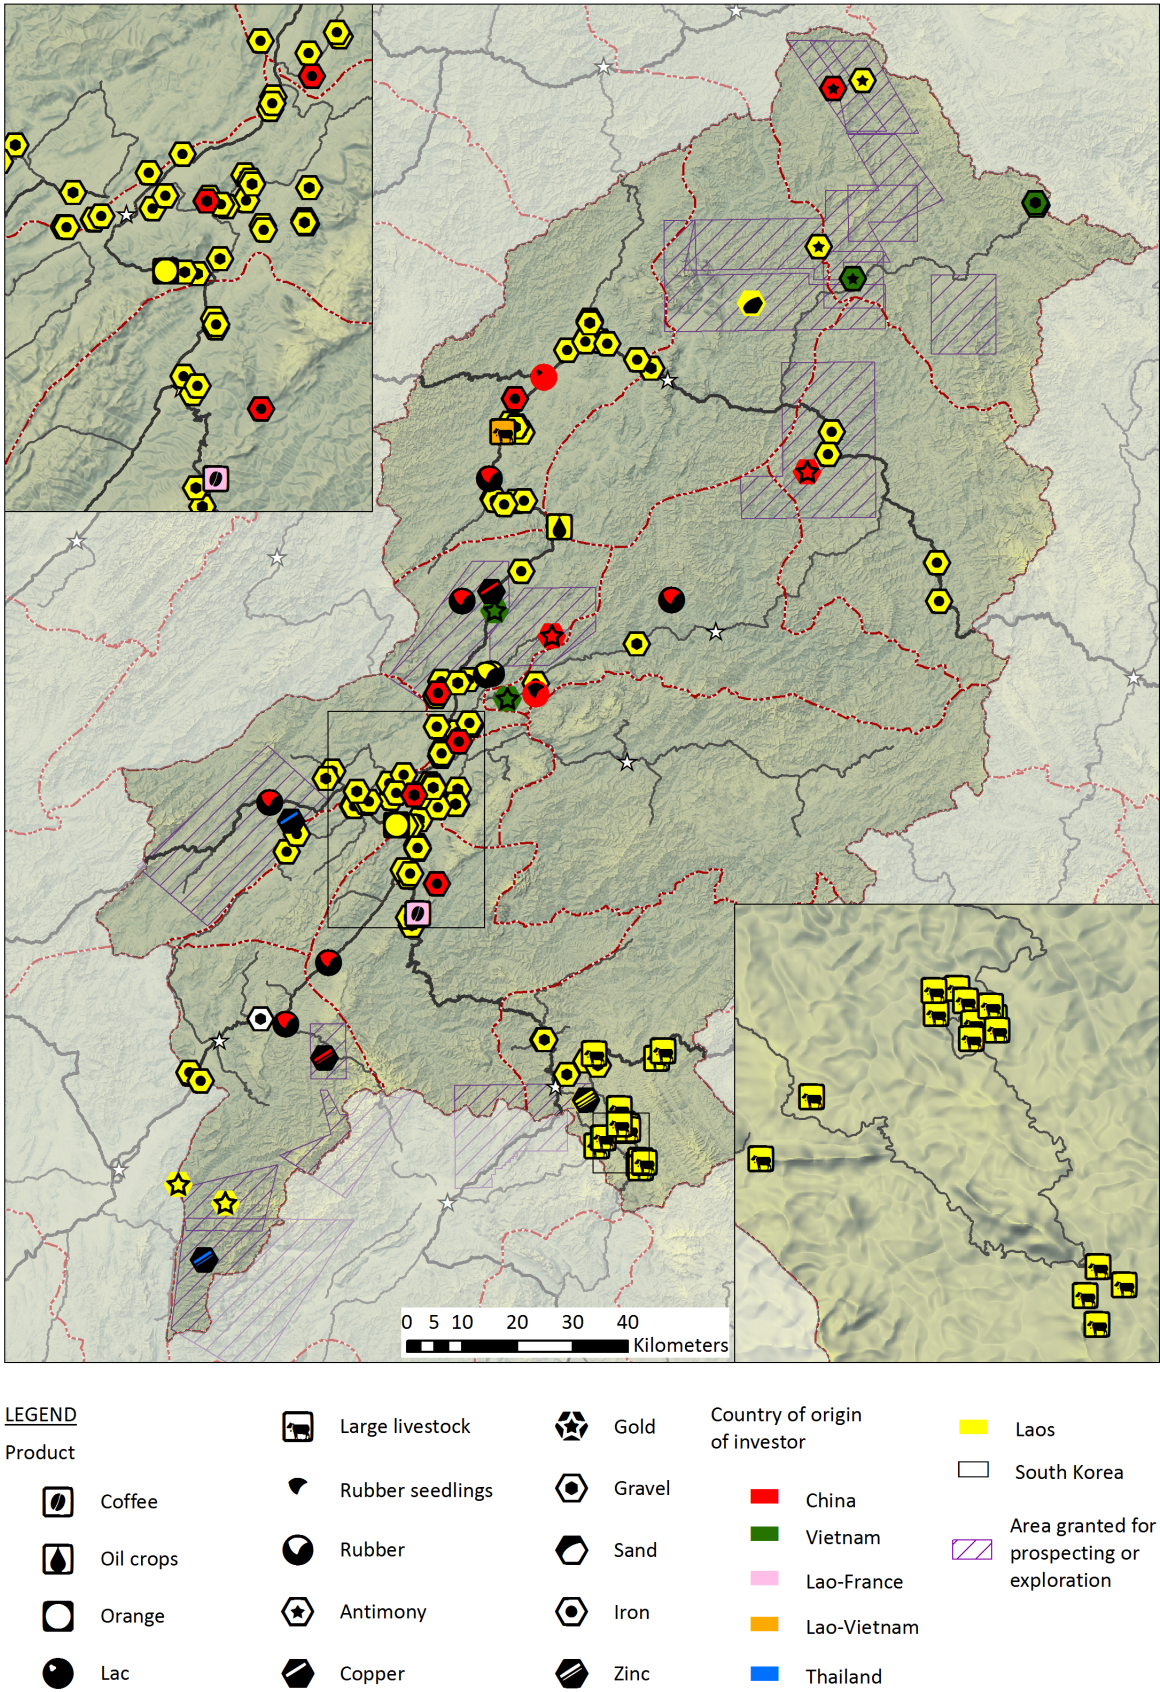 0 5 10 20 30 40
Kilometers
LEGEND
Product
Coffee
Oil crops
Orange
Lac
Large livestock
Rubber seedlings
Rubber
Antimony
Copper
Gold
Gravel
Sand
Iron
Zinc
Country of origin
of investor
China
Vietnam
Lao-France
Lao-Vietnam
Thailand
Laos
South Korea
Area granted for
prospecting or
exploration